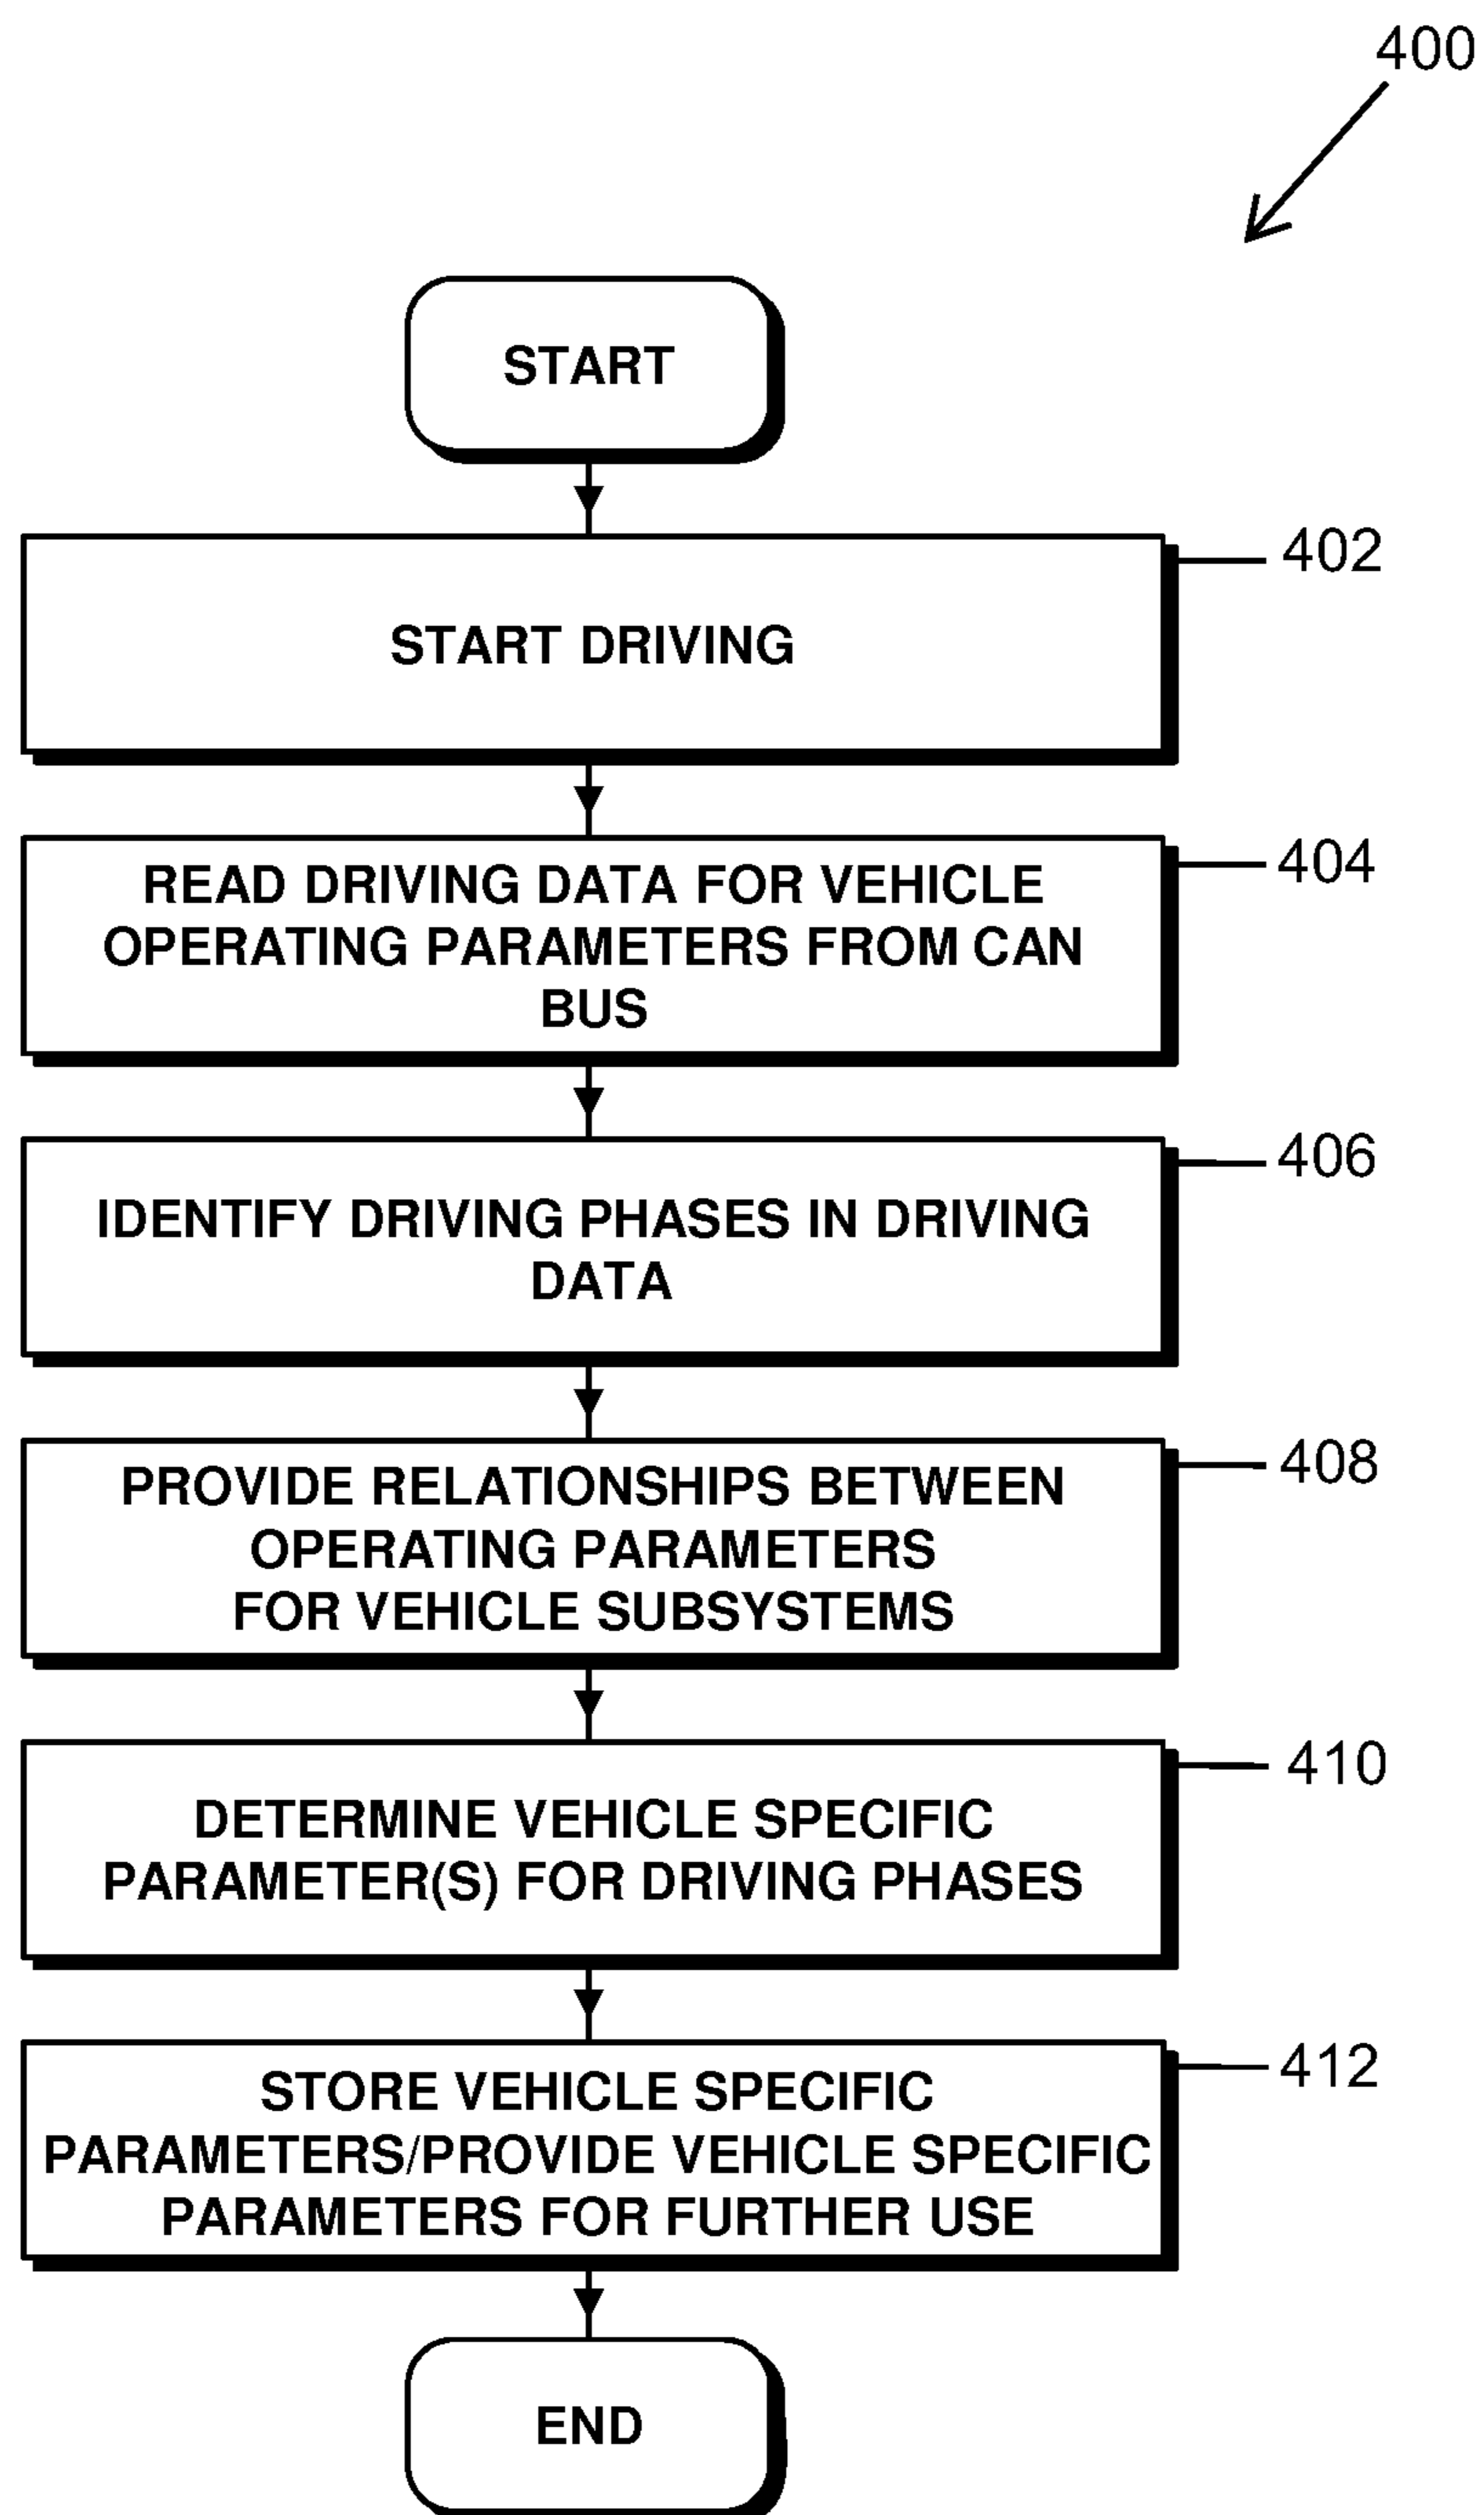 400
START
402
START DRIVING
404
READ DRIVING DATA FOR VEHICLE
OPERATING PARAMETERS FROM CAN
BUS
406
IDENTIFY DRIVING PHASES IN DRIVING
DATA
408
PROVIDE RELATIONSHIPS BETWEEN
OPERATING PARAMETERS
FOR VEHICLE SUBSYSTEMS
410
DETERMINE VEHICLE SPECIFIC
PARAMETER(S) FOR DRIVING PHASES
412
STORE VEHICLE SPECIFIC
PARAMETERS/PROVIDE VEHICLE SPECIFIC
PARAMETERS FOR FURTHER USE
END